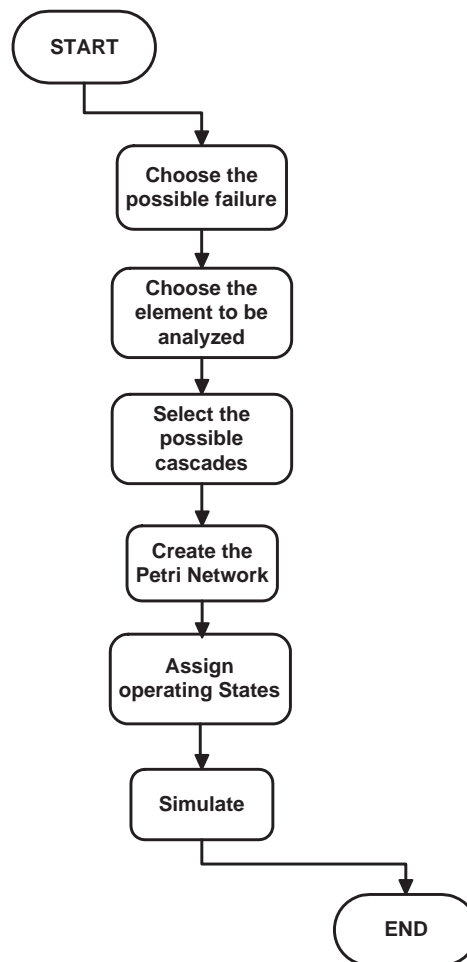 START
Choose the
possible failure
Choose the
element to be
analyzed
Select the
possible
cascades
Create the
Petri Network
Assign
operating States
Simulate
END